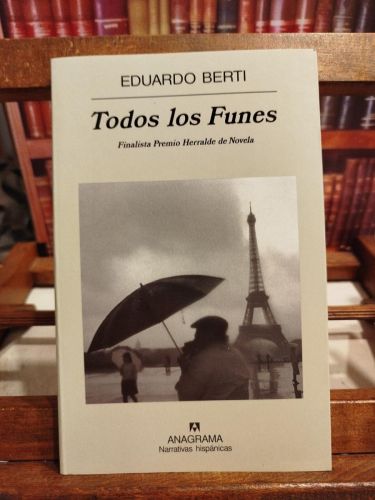 EDUARDO BERTI
Todos los Funes
Finalista Premio Herralde de Novela
ANAGRAMA
Narrativas hispánicas